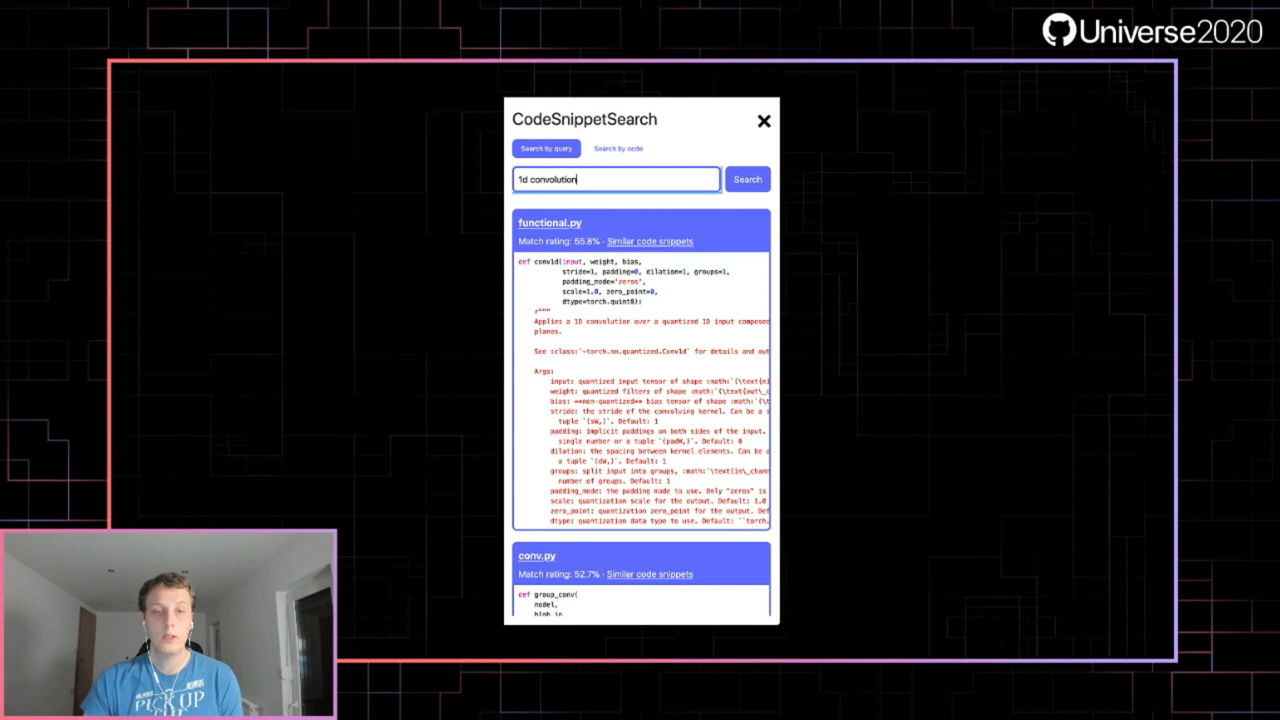 Universe2020
CodeSnippetSearch
Search by query Search by code
1d convolution Search
functional.py
Match rating: 55.8% · Similar code snippets
def conv1d(input, weight, bias,
stride=1, padding=0, dilation=1, groups=1,
padding_mode='zeros',
scale=1.0, zero_point=0,
dtype=torch.quint8):
r"""
Applies a 1D convolution over a quantized 1D input composed
planes.
See :class:`~torch.nn.quantized.Conv1d` for details and out
Args:
input: quantized input tensor of shape :math:`(\text{mi
weight: quantized filters of shape :math:`(\text{out\_c
bias: **non-quantized** bias tensor of shape :math:`(\t
stride: the stride of the convolving kernel. Can be a s
tuple `(sW,)`. Default: 1
padding: implicit paddings on both sides of the input.
single number or a tuple `(padW,)`. Default: 0
dilation: the spacing between kernel elements. Can be a
a tuple `(dW,)`. Default: 1
groups: split input into groups, :math:`\text{in\_chann
number of groups. Default: 1
padding_mode: the padding mode to use. Only "zeros" is
scale: quantization scale for the output. Default: 1.0
zero_point: quantization zero_point for the output. Def
dtype: quantization data type to use. Default: ``torch.
conv.py
Match rating: 52.7% · Similar code snippets
def group_conv(
model,
blob_in,
PICK UP